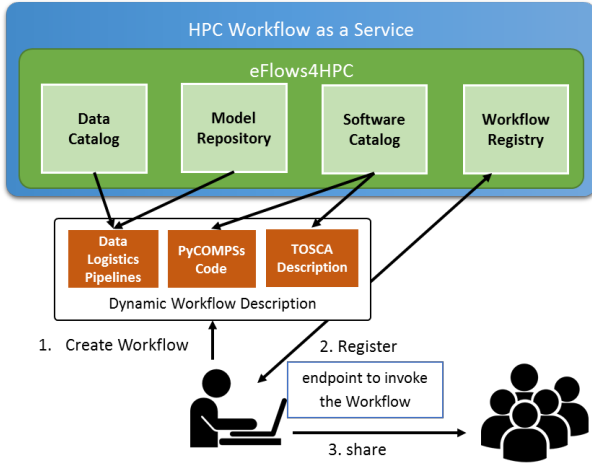 HPC Workflow as a Service
eFlows4HPC
Data
Catalog
Model
Repository
Software
Catalog
Workflow
Registry
Data
Logistics
Pipelines
PyCOMPSs
Code
TOSCA
Description
Dynamic Workflow Description
1. Create Workflow
2. Register
endpoint to invoke
the Workflow
3. share